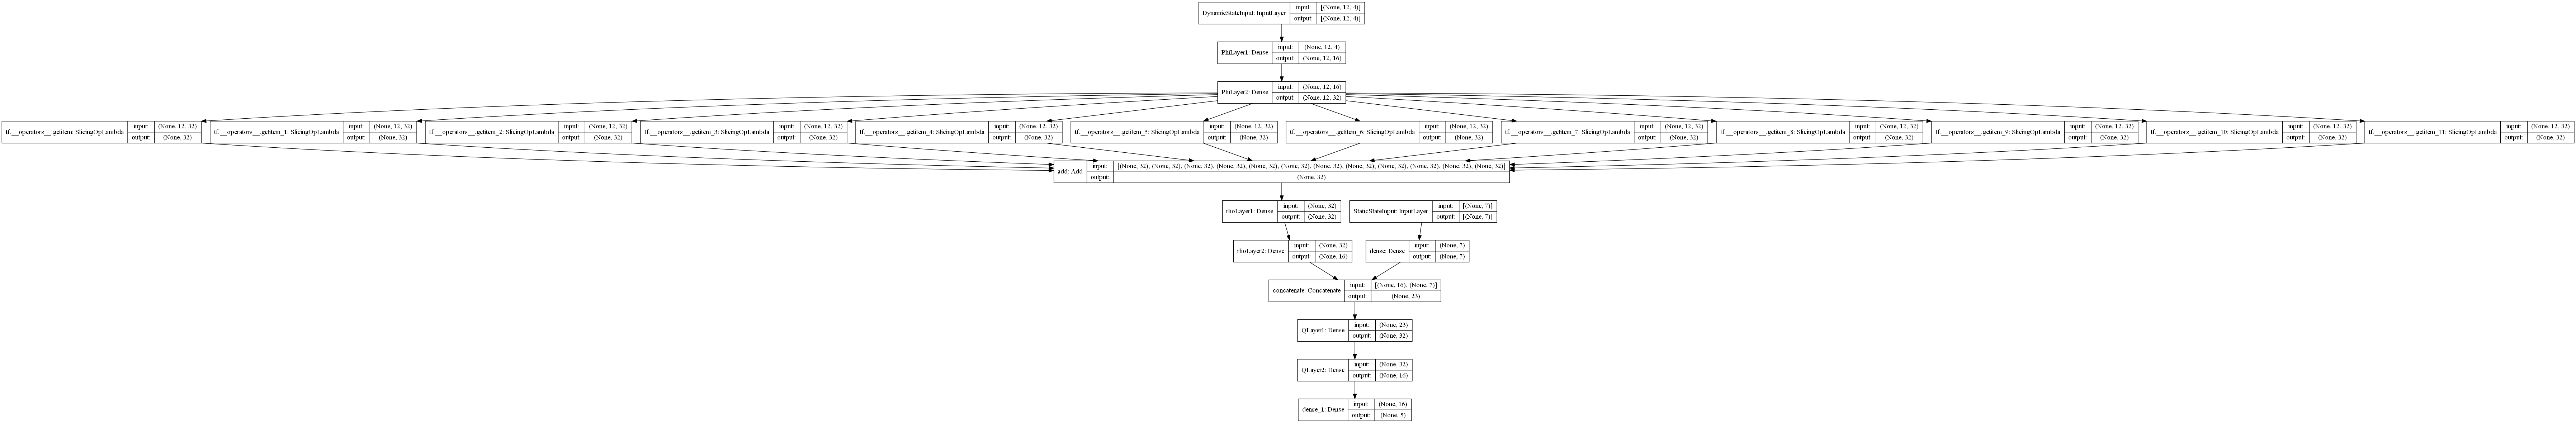 DynamicStateInput: InputLayer input: [(None, 12, 4)]
output: [(None, 12, 4)]
PhiLayer1: Dense input: (None, 12, 4)
output: (None, 12, 16)
PhiLayer2: Dense input: (None, 12, 16)
output: (None, 12, 32)
tf.__operators__.getitem: SlicingOpLambda input: (None, 12, 32)
output: (None, 32)
tf.__operators__.getitem_1: SlicingOpLambda input: (None, 12, 32)
output: (None, 32)
tf.__operators__.getitem_2: SlicingOpLambda input: (None, 12, 32)
output: (None, 32)
tf.__operators__.getitem_3: SlicingOpLambda input: (None, 12, 32)
output: (None, 32)
tf.__operators__.getitem_4: SlicingOpLambda input: (None, 12, 32)
output: (None, 32)
tf.__operators__.getitem_5: SlicingOpLambda input: (None, 12, 32)
output: (None, 32)
tf.__operators__.getitem_6: SlicingOpLambda input: (None, 12, 32)
output: (None, 32)
tf.__operators__.getitem_7: SlicingOpLambda input: (None, 12, 32)
output: (None, 32)
tf.__operators__.getitem_8: SlicingOpLambda input: (None, 12, 32)
output: (None, 32)
tf.__operators__.getitem_9: SlicingOpLambda input: (None, 12, 32)
output: (None, 32)
tf.__operators__.getitem_10: SlicingOpLambda input: (None, 12, 32)
output: (None, 32)
tf.__operators__.getitem_11: SlicingOpLambda input: (None, 12, 32)
output: (None, 32)
add: Add input: [(None, 32), (None, 32), (None, 32), (None, 32), (None, 32), (None, 32), (None, 32), (None, 32), (None, 32), (None, 32), (None, 32), (None, 32)]
output: (None, 32)
rhoLayer1: Dense input: (None, 32)
output: (None, 32)
StaticStateInput: InputLayer input: [(None, 7)]
output: [(None, 7)]
rhoLayer2: Dense input: (None, 32)
output: (None, 16)
dense: Dense input: (None, 7)
output: (None, 7)
concatenate: Concatenate input: [(None, 16), (None, 7)]
output: (None, 23)
QLayer1: Dense input: (None, 23)
output: (None, 32)
QLayer2: Dense input: (None, 32)
output: (None, 16)
dense_1: Dense input: (None, 16)
output: (None, 5)